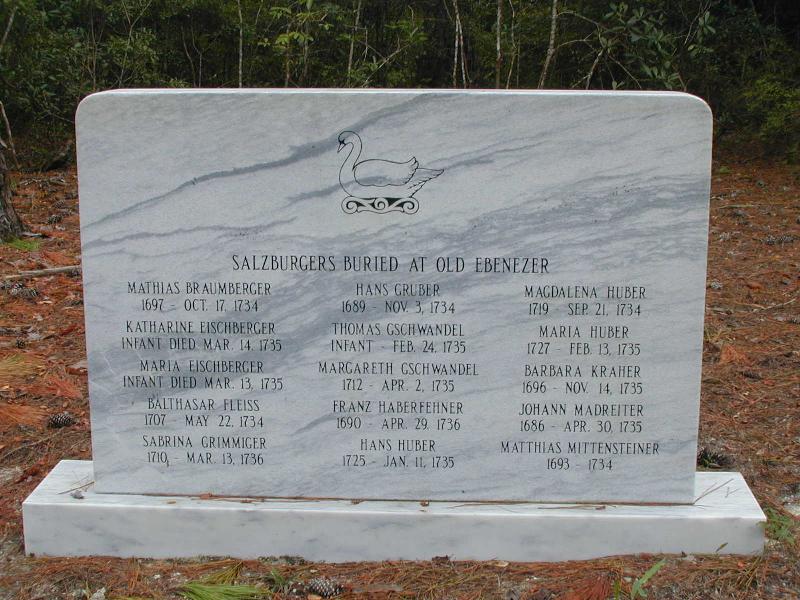 SALZBURGERS BURIED AT OLD EBENEZER
MATHIAS BRAUMBERGER
1697 - OCT. 17, 1734
KATHARINE EISCHBERGER
INFANT DIED MAR. 14, 1735
MARIA EISCHBERGER
INFANT DIED MAR. 13, 1735
BALTHASAR FLEISS
1707 - MAY 22, 1734
SABRINA GRIMMIGER
1710, - MAR. 13, 1736
HANS GRUBER
1689 - NOV. 3, 1734
THOMAS GSCHWANDEL
INFANT - FEB. 24, 1735
MARGARETH GSCHWANDEL
1712 - APR. 2, 1735
FRANZ HABERFEHNER
1690 - APR. 29, 1736
HANS HUBER
1725 - JAN. 11, 1735
MAGDALENA HUBER
1719 - SEP. 21, 1734
MARIA HUBER
1727 - FEB. 13, 1735
BARBARA KRAHER
1696 - NOV. 14, 1735
JOHANN MADREITER
1686 - APR. 30, 1735
MATTHIAS MITTENSTEINER
1693 - 1734